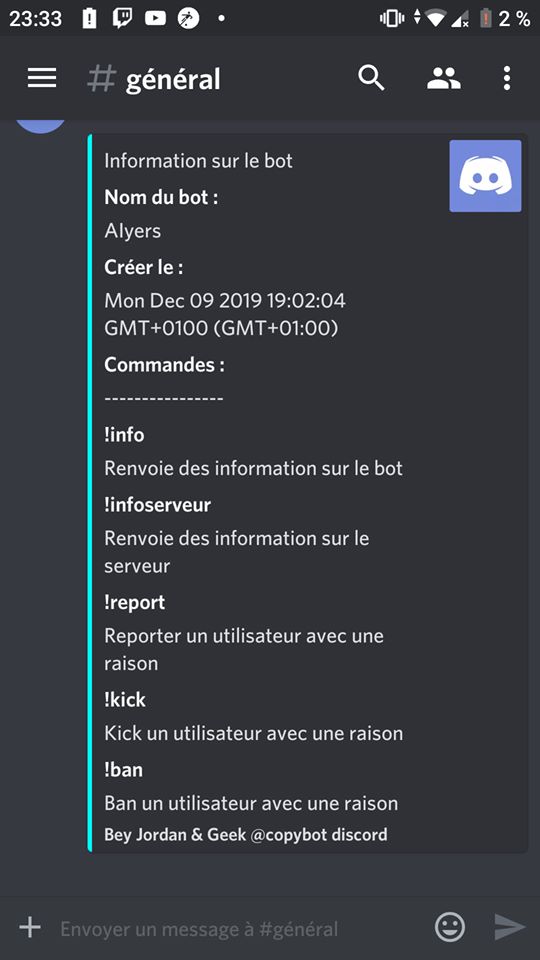 23:33 2 %
# général
Information sur le bot
Nom du bot :
Alyers
Créer le :
Mon Dec 09 2019 19:02:04
GMT+0100 (GMT+01:00)
Commandes :
----------------
!info
Renvoie des information sur le bot
!infoserveur
Renvoie des information sur le
serveur
!report
Reporter un utilisateur avec une
raison
!kick
Kick un utilisateur avec une raison
!ban
Ban un utilisateur avec une raison
Bey Jordan & Geek @copybot discord
Envoyer un message à #général